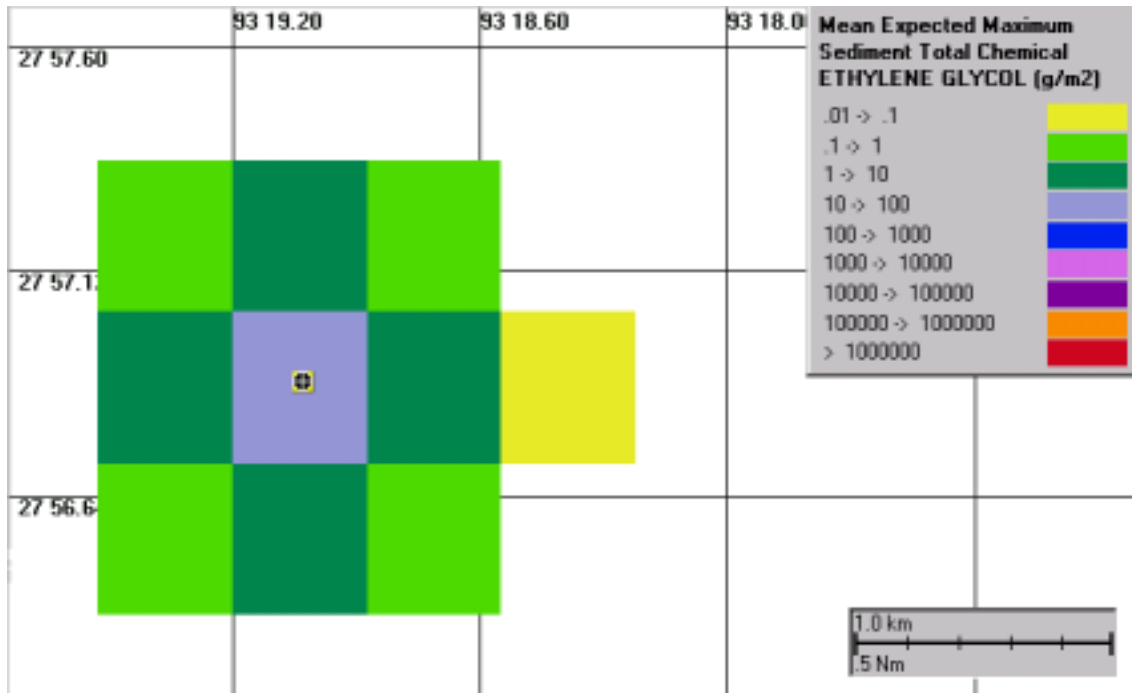 93 19.20
93 18.60
93 18.0
27 57.60
27 57.1
27 56.6
Mean Expected Maximum
Sediment Total Chemical
ETHYLENE GLYCOL (g/m2)
.01 -> .1
.1 -> 1
1 -> 10
10 -> 100
100 -> 1000
1000 -> 10000
10000 -> 100000
100000 -> 1000000
> 1000000
1.0 km
.5 Nm